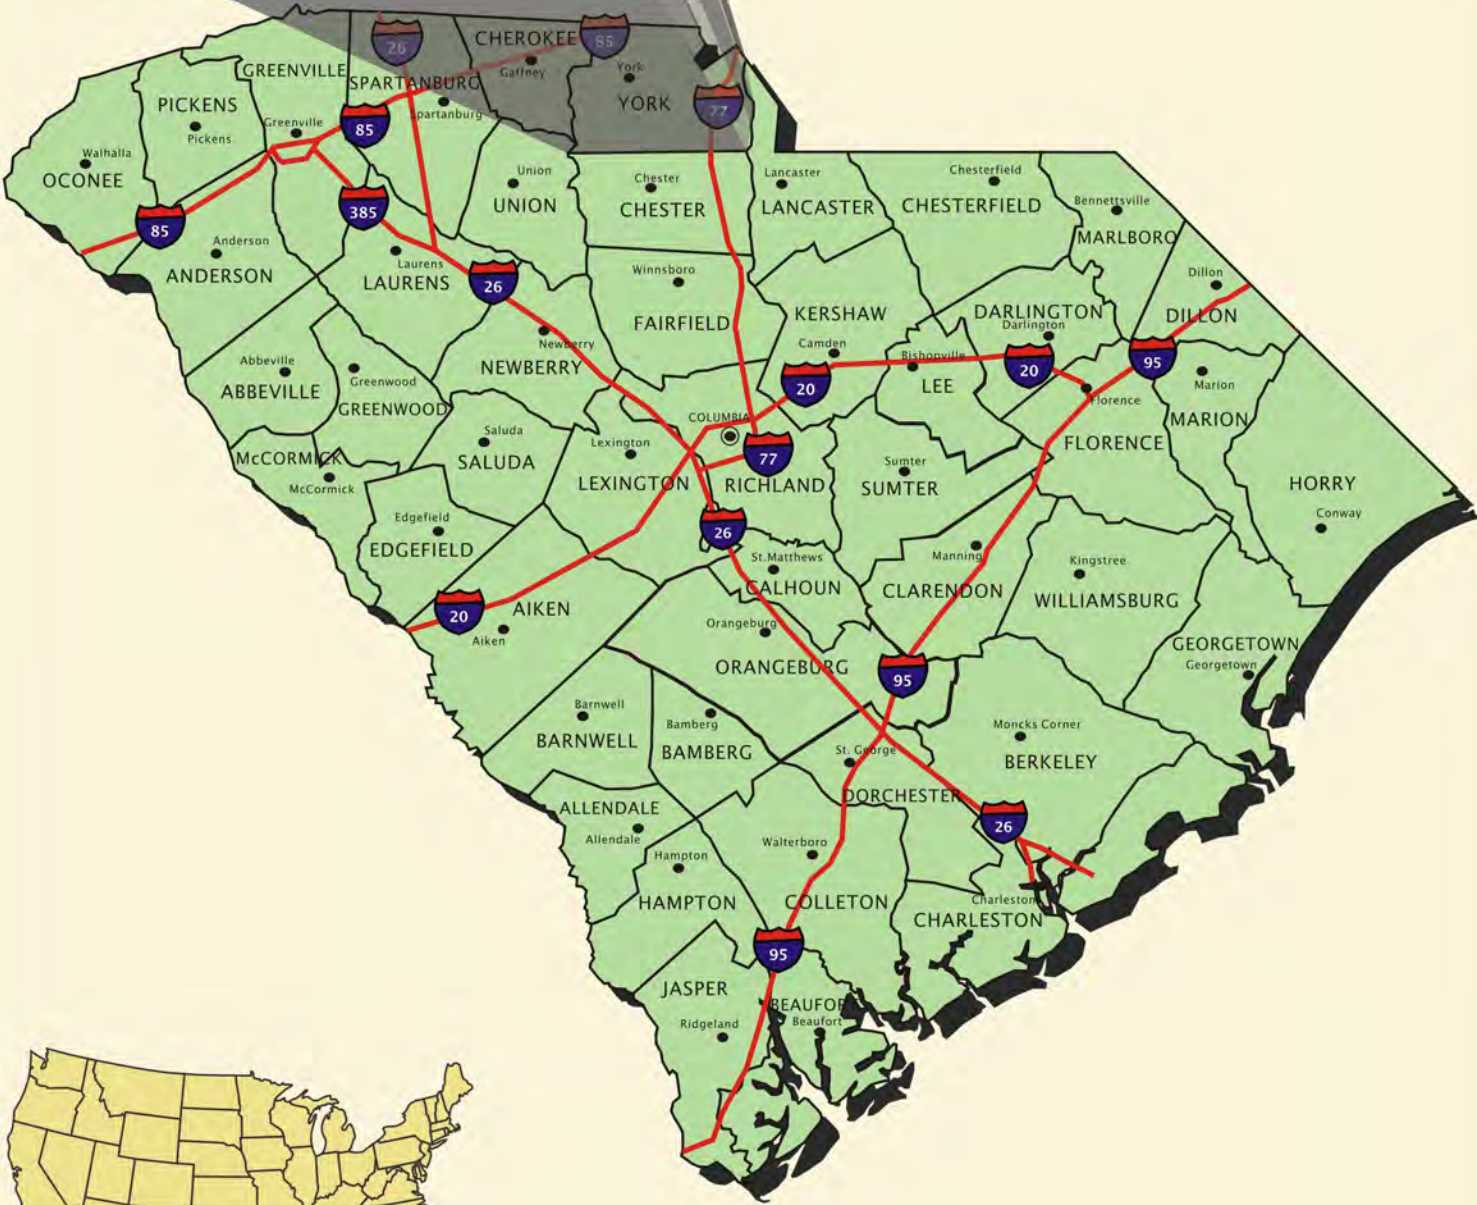 26
CHEROKEE
85
Gaffney
York
YORK
77
GREENVILLE
SPARTANBURG
Spartanburg
PICKENS
Pickens
Greenville
85
Walhalla
OCONEE
85
385
Union
UNION
Chester
CHESTER
Lancaster
LANCASTER
Chesterfield
CHESTERFIELD
Bennettsville
MARLBORO
Anderson
ANDERSON
Laurens
LAURENS
26
Winnsboro
FAIRFIELD
KERSHAW
Camden
DARLINGTON
Darlington
Dillon
DILLON
Newberry
NEWBERRY
Bishopville
LEE
20
20
95
Abbeville
ABBEVILLE
Greenwood
GREENWOOD
Florence
FLORENCE
Marion
MARION
COLUMBIA
77
RICHLAND
Lexington
LEXINGTON
Saluda
SALUDA
McCORMICK
McCormick
Sumter
SUMTER
HORRY
Conway
Edgefield
EDGEFIELD
26
St.Matthews
CALHOUN
Manning
CLARENDON
Kingstree
WILLIAMSBURG
20
AIKEN
Aiken
Orangeburg
ORANGEBURG
95
GEORGETOWN
Georgetown
Barnwell
BARNWELL
Bamberg
BAMBERG
St. George
DORCHESTER
Moncks Corner
BERKELEY
26
ALLENDALE
Allendale
Hampton
HAMPTON
Walterboro
COLLETON
Charleston
CHARLESTON
95
JASPER
Ridgeland
BEAUFORT
Beaufort